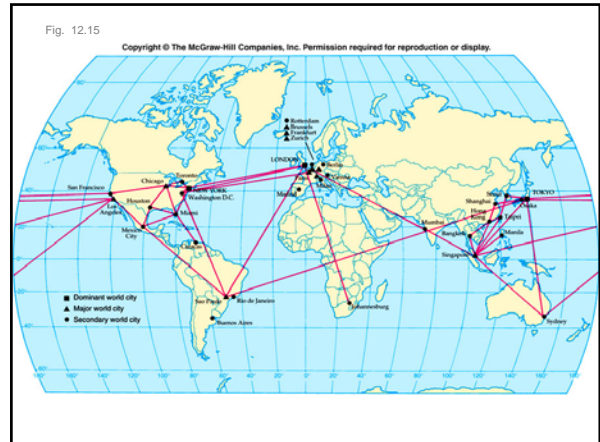 Fig. 12.15
Copyright © The McGraw-Hill Companies, Inc. Permission required for reproduction or display.
Rotterdam
Brussels
Frankfurt
Zurich
LONDON
Berlin
Paris
Vienna
Milan
Madrid
Toronto
Chicago
NEW YORK
San Francisco
Washington D.C.
Los
Angeles
Houston
Miami
Mexico
City
Caracas
Seoul
TOKYO
Osaka
Shanghai
Hong
Kong
Taipei
Mumbai
Bangkok
Manila
Singapore
Sao Paulo
Rio de Janeiro
Johannesburg
Sydney
Buenos Aires
Dominant world city
Major world city
Secondary world city